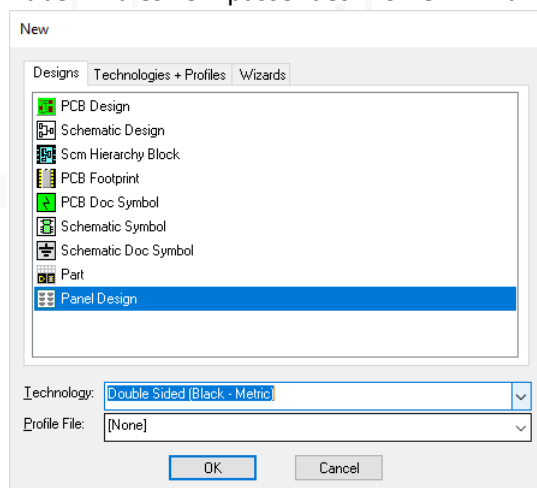 New
Designs Technologies + Profiles Wizards
PCB Design
Schematic Design
Scm Hierarchy Block
PCB Footprint
PCB Doc Symbol
Schematic Symbol
Schematic Doc Symbol
Part
Panel Design
Technology: Double Sided (Black - Metric)
Profile File: [None]
OK Cancel